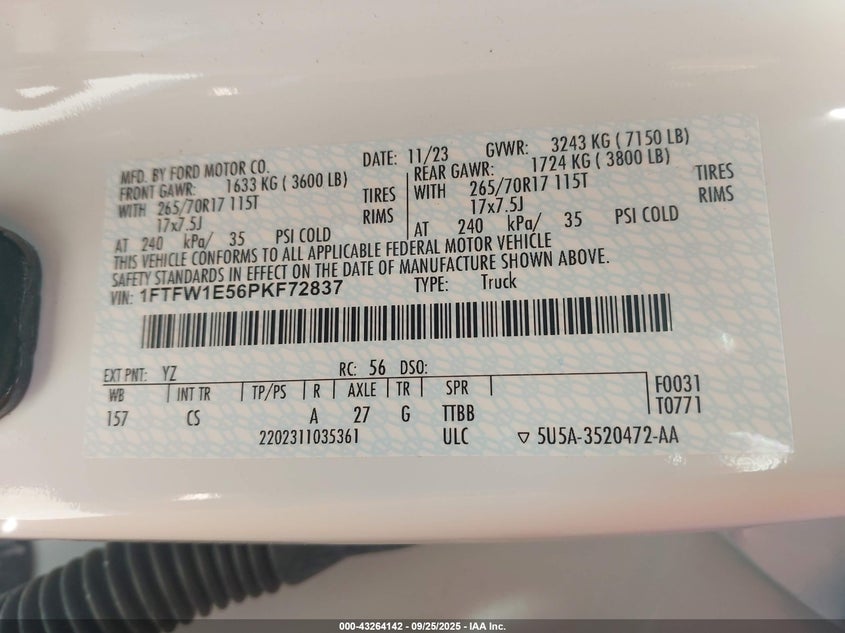 MFD. BY FORD MOTOR CO.
DATE: 11/23 GVWR: 3243 KG ( 7150 LB)
FRONT GAWR: 1633 KG ( 3600 LB) REAR GAWR: 1724 KG ( 3800 LB)
WITH 265/70R17 115T TIRES WITH 265/70R17 115T TIRES
17x7.5J RIMS 17x7.5J RIMS
AT 240 kPa/ 35 PSI COLD AT 240 kPa/ 35 PSI COLD
THIS VEHICLE CONFORMS TO ALL APPLICABLE FEDERAL MOTOR VEHICLE
SAFETY STANDARDS IN EFFECT ON THE DATE OF MANUFACTURE SHOWN ABOVE.
VIN: 1FTFW1E56PKF72837 TYPE: Truck
EXT PNT: YZ RC: 56 DSO:
WB INT TR TP/PS R AXLE TR SPR F0031
157 CS A 27 G TTBB T0771
2202311035361 ULC ▽ 5U5A-3520472-AA
000-43264142 - 09/25/2025 - IAA Inc.